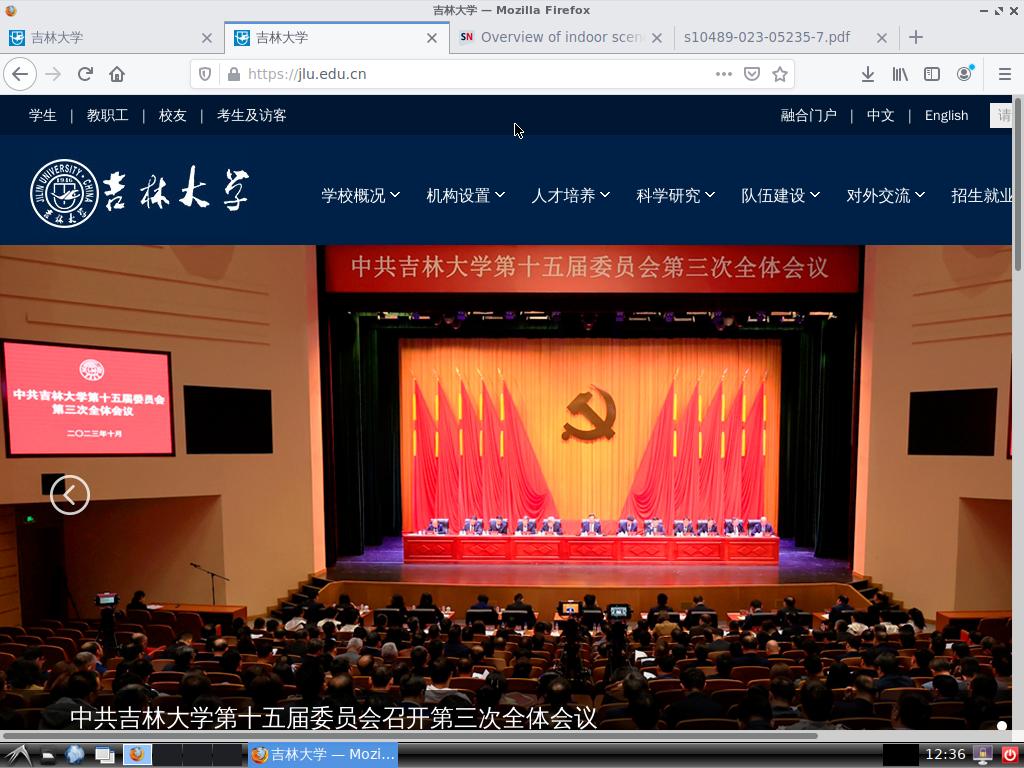 吉林大学 — Mozilla Firefox
吉林大学
吉林大学
SN Overview of indoor scen
s10489-023-05235-7.pdf
https://jlu.edu.cn
学生 | 教职工 | 校友 | 考生及访客
融合门户 | 中文 | English
请
JILIN UNIVERSITY · CHINA
1946
吉林大学
吉林大学
学校概况
机构设置
人才培养
科学研究
队伍建设
对外交流
招生就业
中共吉林大学第十五届委员会第三次全体会议
中共吉林大学第十五届委员会
第三次全体会议
二〇二三年十月
中共吉林大学第十五届委员会召开第三次全体会议
吉林大学 — Mozi...
12:36